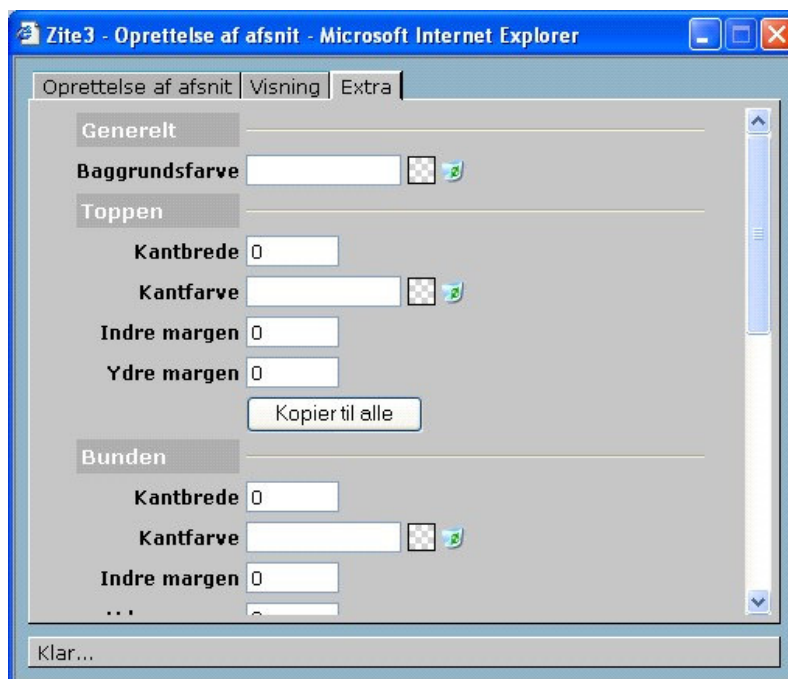 Zite3 - Oprettelse af afsnit - Microsoft Internet Explorer
Oprettelse af afsnit Visning Extra
Generelt
Baggrundsfarve
Toppen
Kantbrede 0
Kantfarve
Indre margen 0
Ydre margen 0
Kopier til alle
Bunden
Kantbrede 0
Kantfarve
Indre margen 0
Klar...